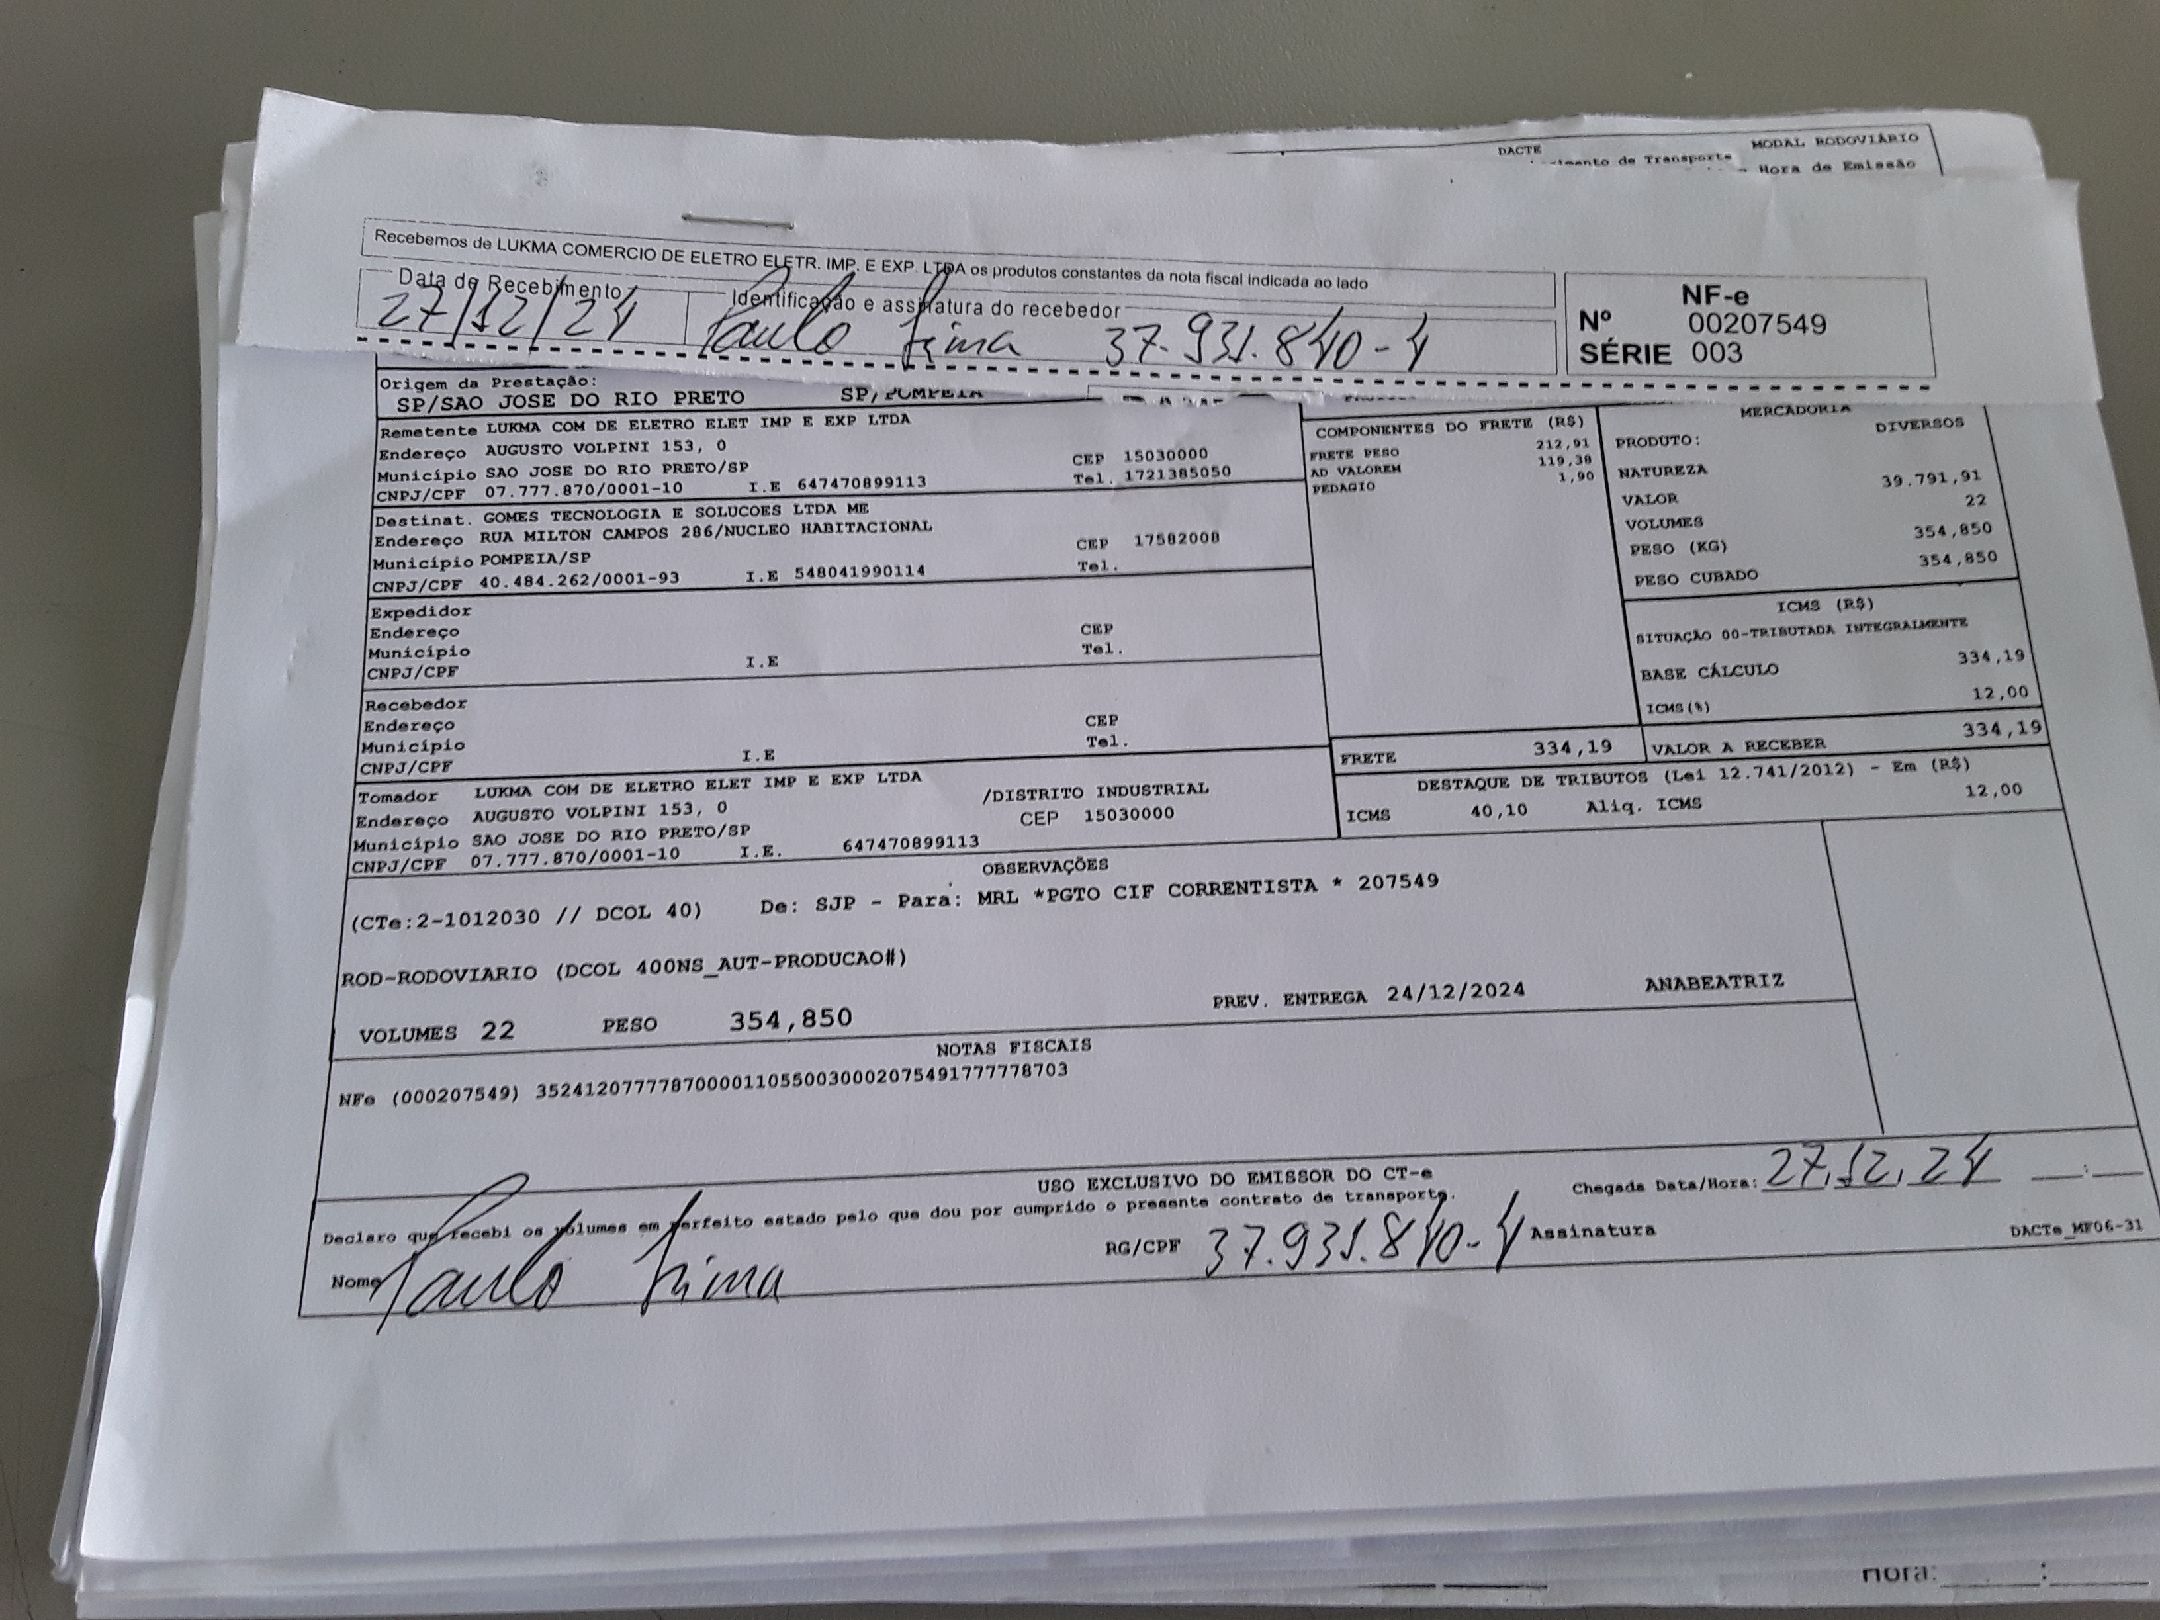 DACTE
MODAL RODOVIÁRIO
de Transporte
Hora de Emissão
Recebemos de LUKMA COMERCIO DE ELETRO ELETR. IMP. E EXP. LTDA os produtos constantes da nota fiscal indicada ao lado
Data de Recebimento
Identificação e assinatura do recebedor
27/12/24 Paulo Lima 37.931.840-4
NF-e
Nº 00207549
SÉRIE 003
Origem da Prestação:
SP/SAO JOSE DO RIO PRETO SP/POMPEIA
Remetente LUKMA COM DE ELETRO ELET IMP E EXP LTDA
Endereço AUGUSTO VOLPINI 153, 0
Município SAO JOSE DO RIO PRETO/SP CEP 15030000
CNPJ/CPF 07.777.870/0001-10 I.E 647470899113 Tel. 1721385050
Destinat. GOMES TECNOLOGIA E SOLUCOES LTDA ME
Endereço RUA MILTON CAMPOS 286/NUCLEO HABITACIONAL
Município POMPEIA/SP CEP 17582008
CNPJ/CPF 40.484.262/0001-93 I.E 548041990114 Tel.
Expedidor
Endereço
Município CEP
CNPJ/CPF I.E Tel.
Recebedor
Endereço
Município CEP
CNPJ/CPF I.E Tel.
Tomador LUKMA COM DE ELETRO ELET IMP E EXP LTDA
Endereço AUGUSTO VOLPINI 153, 0 /DISTRITO INDUSTRIAL
Município SAO JOSE DO RIO PRETO/SP CEP 15030000
CNPJ/CPF 07.777.870/0001-10 I.E. 647470899113
COMPONENTES DO FRETE (R$)
FRETE PESO 212,91
AD VALOREM 119,38
PEDAGIO 1,90
MERCADORIA
PRODUTO: DIVERSOS
NATUREZA
VALOR 39.791,91
VOLUMES 22
PESO (KG) 354,850
PESO CUBADO 354,850
ICMS (R$)
SITUAÇÃO 00-TRIBUTADA INTEGRALMENTE
BASE CÁLCULO 334,19
ICMS(%) 12,00
FRETE 334,19 VALOR A RECEBER 334,19
DESTAQUE DE TRIBUTOS (Lei 12.741/2012) - Em (R$)
ICMS 40,10 Aliq. ICMS 12,00
OBSERVAÇÕES
(CTe:2-1012030 // DCOL 40) De: SJP - Para: MRL *PGTO CIF CORRENTISTA * 207549
ROD-RODOVIARIO (DCOL 400NS_AUT-PRODUCAO#)
VOLUMES 22 PESO 354,850 PREV. ENTREGA 24/12/2024 ANABEATRIZ
NOTAS FISCAIS
NFe (000207549) 35241207777870000110550030002075491777778703
USO EXCLUSIVO DO EMISSOR DO CT-e
Declaro que recebi os volumes em perfeito estado pelo que dou por cumprido o presente contrato de transporte.
Chegada Data/Hora: 27.12.24 __:__
Nome Paulo Lima RG/CPF 37.931.840-4 Assinatura
DACTe_MF06-31
Hora: ____:____